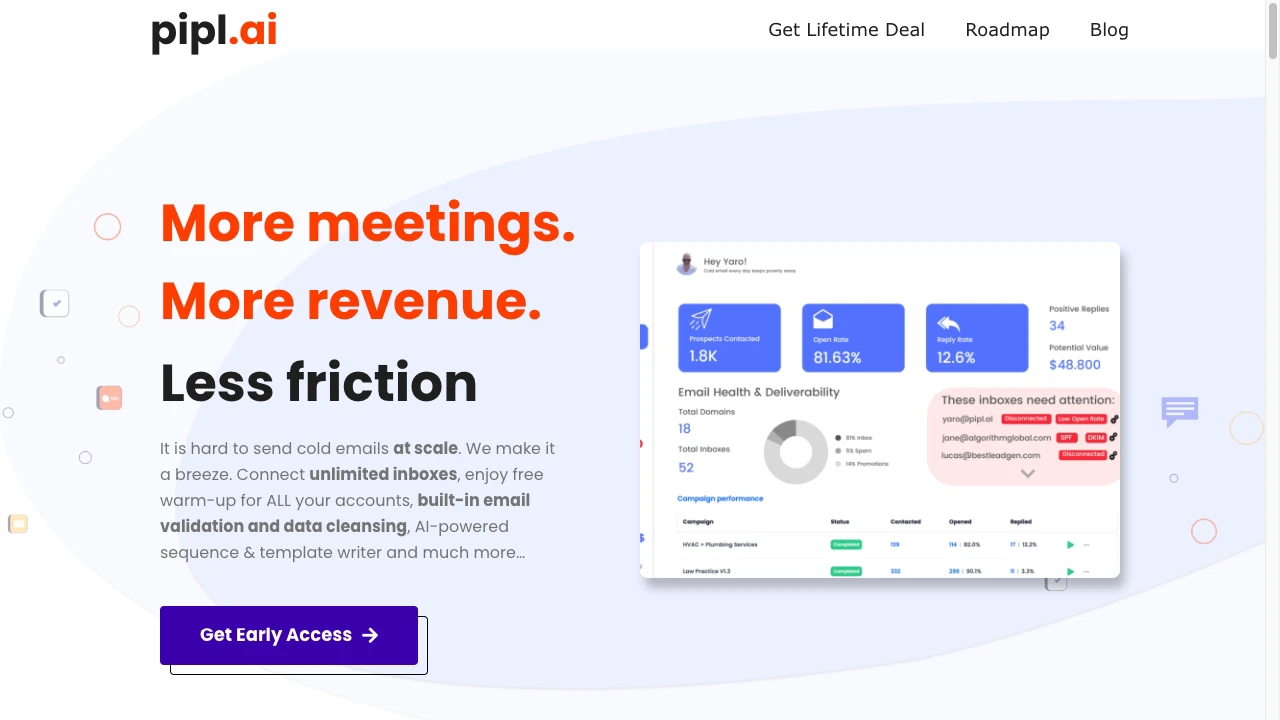 pipl.ai
Get Lifetime Deal
Roadmap
Blog
More meetings.
More revenue.
Less friction
It is hard to send cold emails at scale. We make it
a breeze. Connect unlimited inboxes, enjoy free
warm-up for ALL your accounts, built-in email
validation and data cleansing, AI-powered
sequence & template writer and much more...
Get Early Access
Hey Yaro!
Cold email every day keeps poverty away
Prospects Contacted
1.8K
Open Rate
81.63%
Reply Rate
12.6%
Positive Replies
34
Potential Value
$48.800
Email Health & Deliverability
Total Domains
18
Total Inboxes
52
81% Inbox
5% Spam
14% Promotions
These inboxes need attention:
yaro@pipl.ai Disconnected Low Open Rate
jane@algorithmglobal.com SPF DKIM
lucas@bestleadgen.com Disconnected
Campaign performance
Campaign Status Contacted Opened Replied
HVAC + Plumbing Services Completed 139 114 | 82.0% 17 | 12.2%
Law Practice V1.3 Completed 332 299 | 90.1% 11 | 3.3%